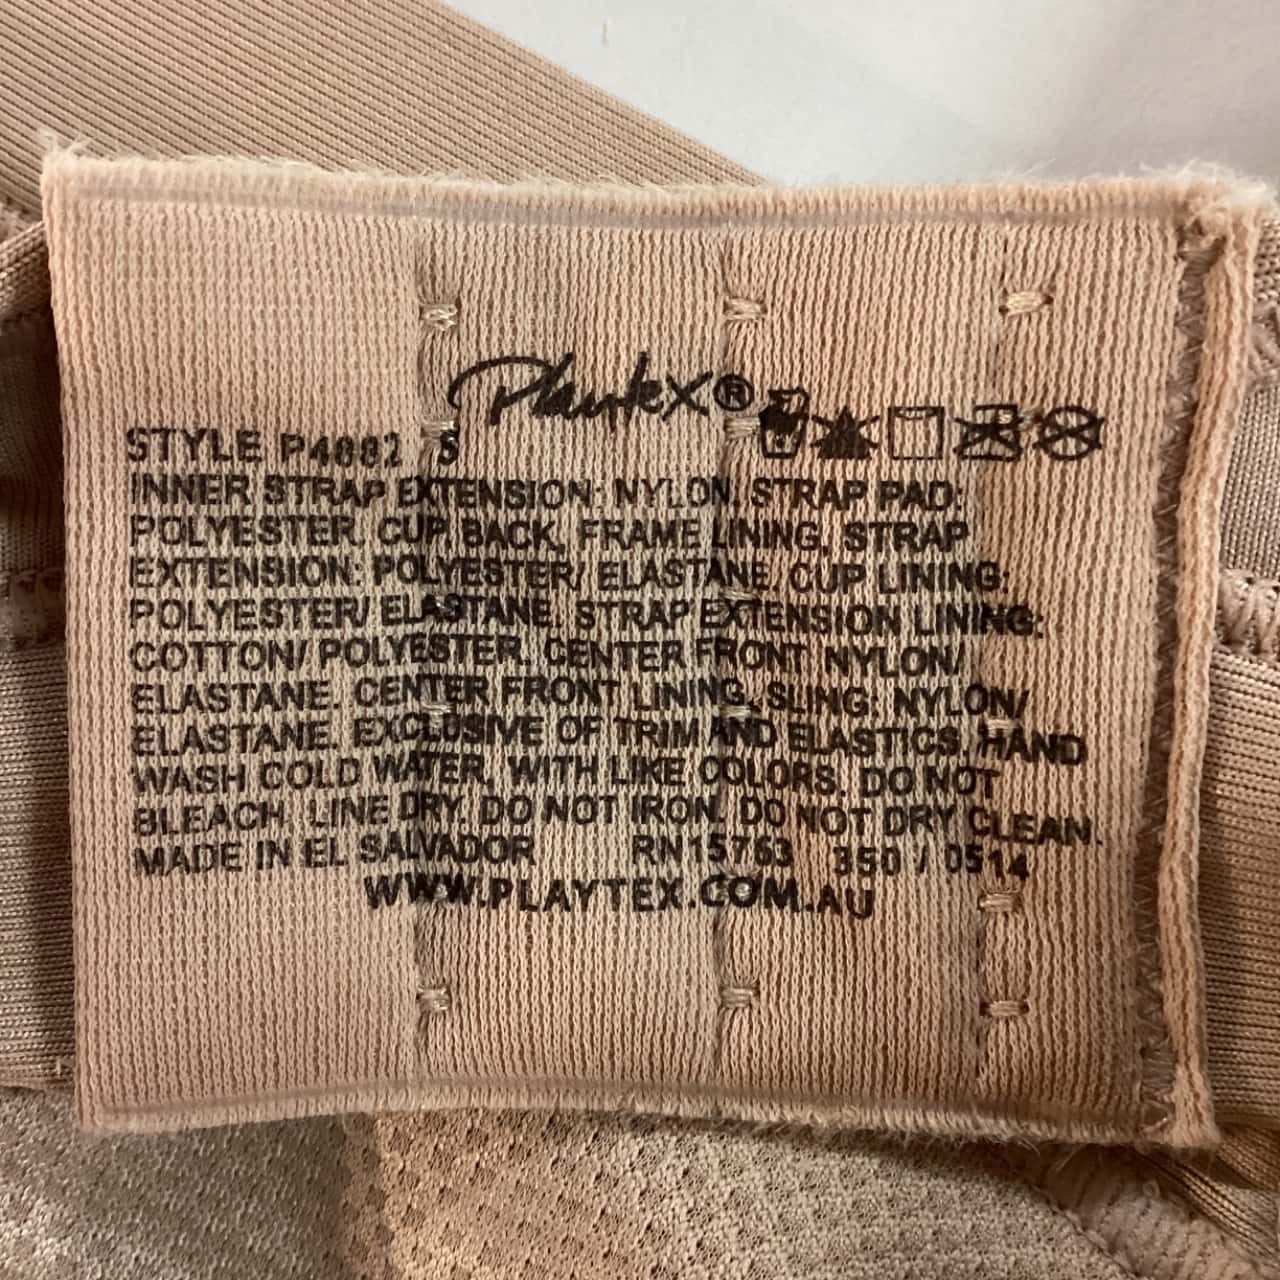 Playtex®
STYLE P4882 S
INNER STRAP EXTENSION: NYLON. STRAP PAD:
POLYESTER. CUP, BACK, FRAME LINING, STRAP
EXTENSION: POLYESTER/ ELASTANE. CUP LINING:
POLYESTER/ ELASTANE. STRAP EXTENSION LINING:
COTTON/ POLYESTER. CENTER FRONT: NYLON/
ELASTANE. CENTER FRONT LINING, SLING: NYLON/
ELASTANE. EXCLUSIVE OF TRIM AND ELASTICS. HAND
WASH COLD WATER, WITH LIKE COLORS. DO NOT
BLEACH. LINE DRY. DO NOT IRON. DO NOT DRY CLEAN.
MADE IN EL SALVADOR RN15763 350 / 0514
WWW.PLAYTEX.COM.AU